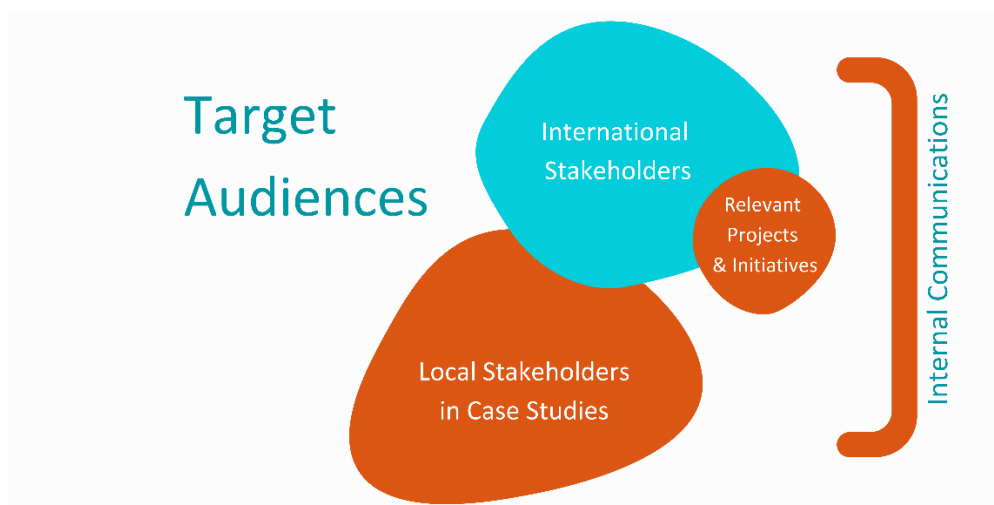 Target
Audiences
International
Stakeholders
Relevant
Projects
& Initiatives
Local Stakeholders
in Case Studies
Internal Communications